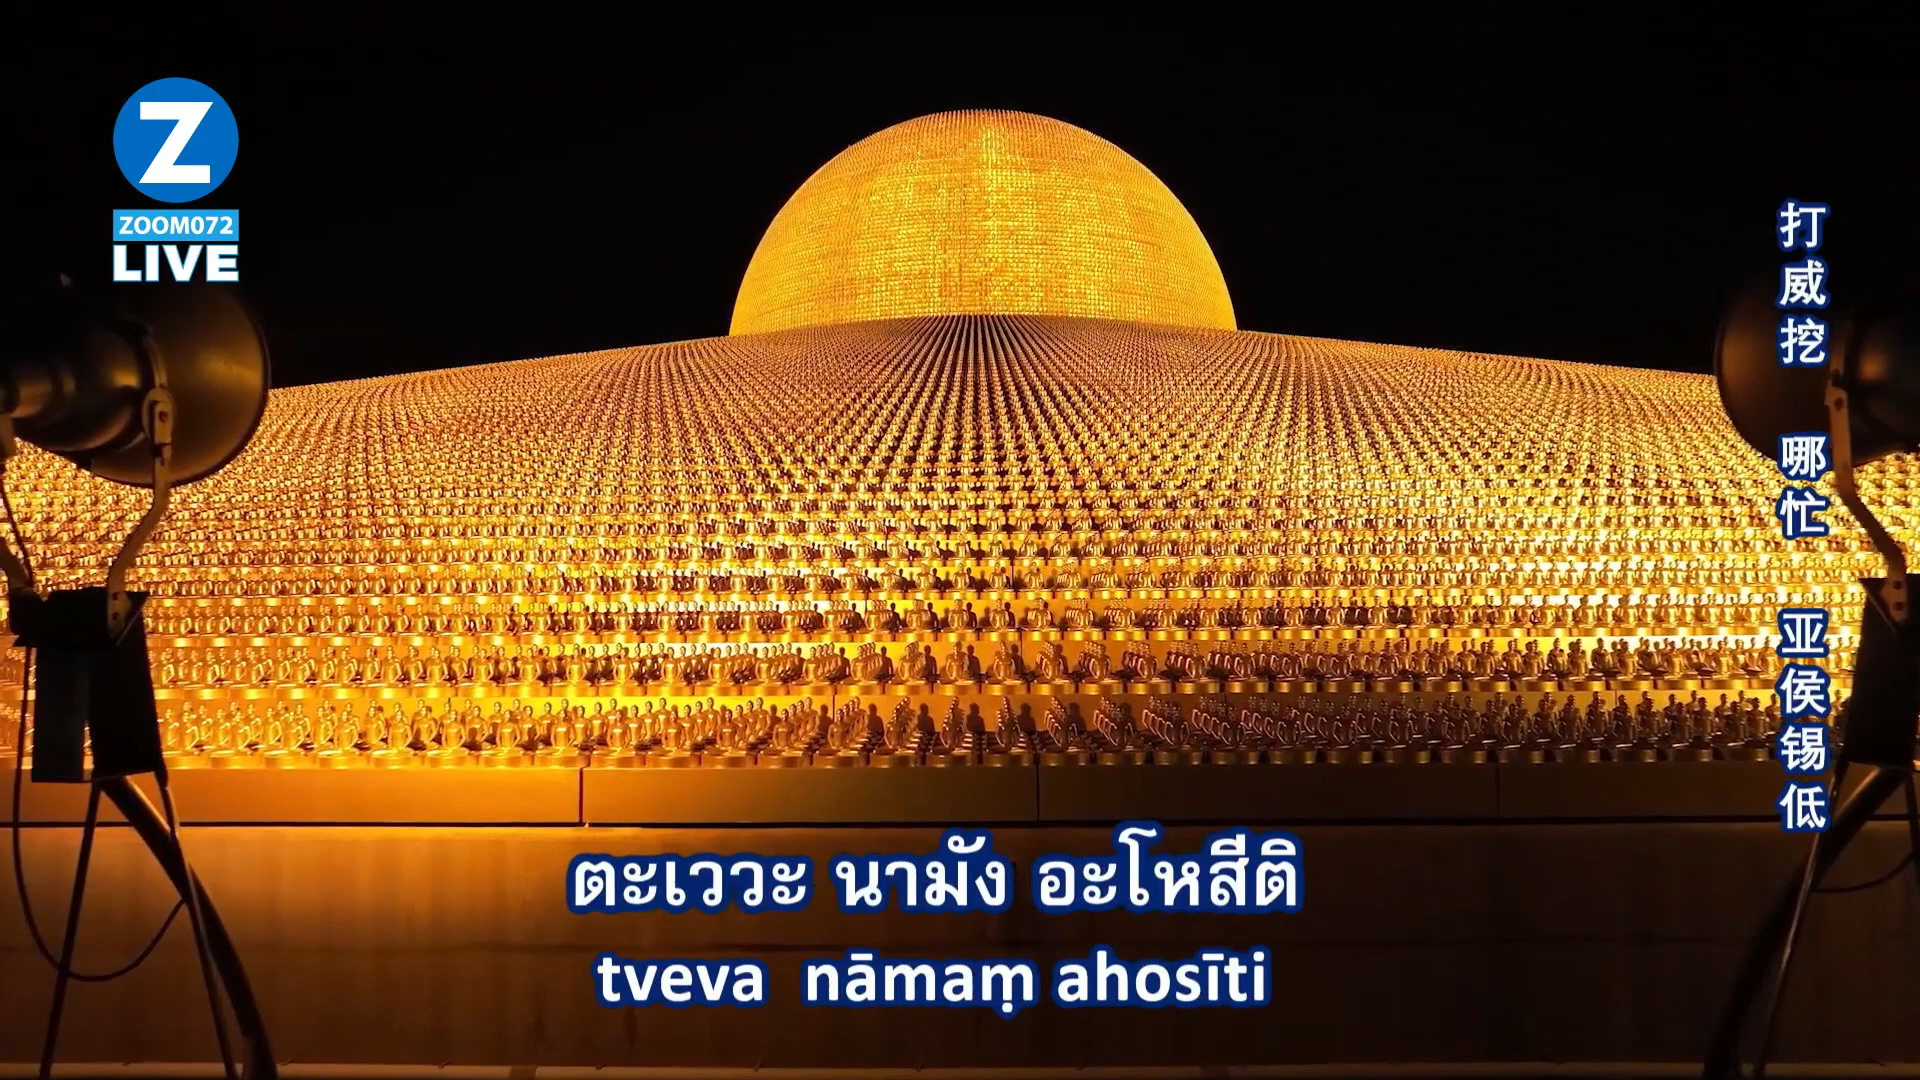 Z
ZOOM072
LIVE
打威挖 哪忙 亚侯锡低
ตะเววะ นามัง อะโหสีติ
tveva nāmaṃ ahosīti